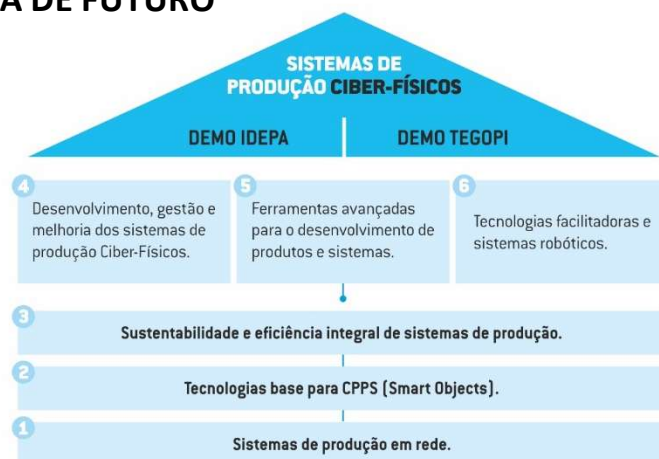 A DE FUTURO
SISTEMAS DE
PRODUÇÃO CIBER-FÍSICOS
DEMO IDEPA
DEMO TEGOPI
4
Desenvolvimento, gestão e
melhoria dos sistemas de
produção Ciber-Físicos.
5
Ferramentas avançadas
para o desenvolvimento de
produtos e sistemas.
6
Tecnologias facilitadoras e
sistemas robóticos.
3
Sustentabilidade e eficiência integral de sistemas de produção.
2
Tecnologias base para CPPS (Smart Objects).
1
Sistemas de produção em rede.